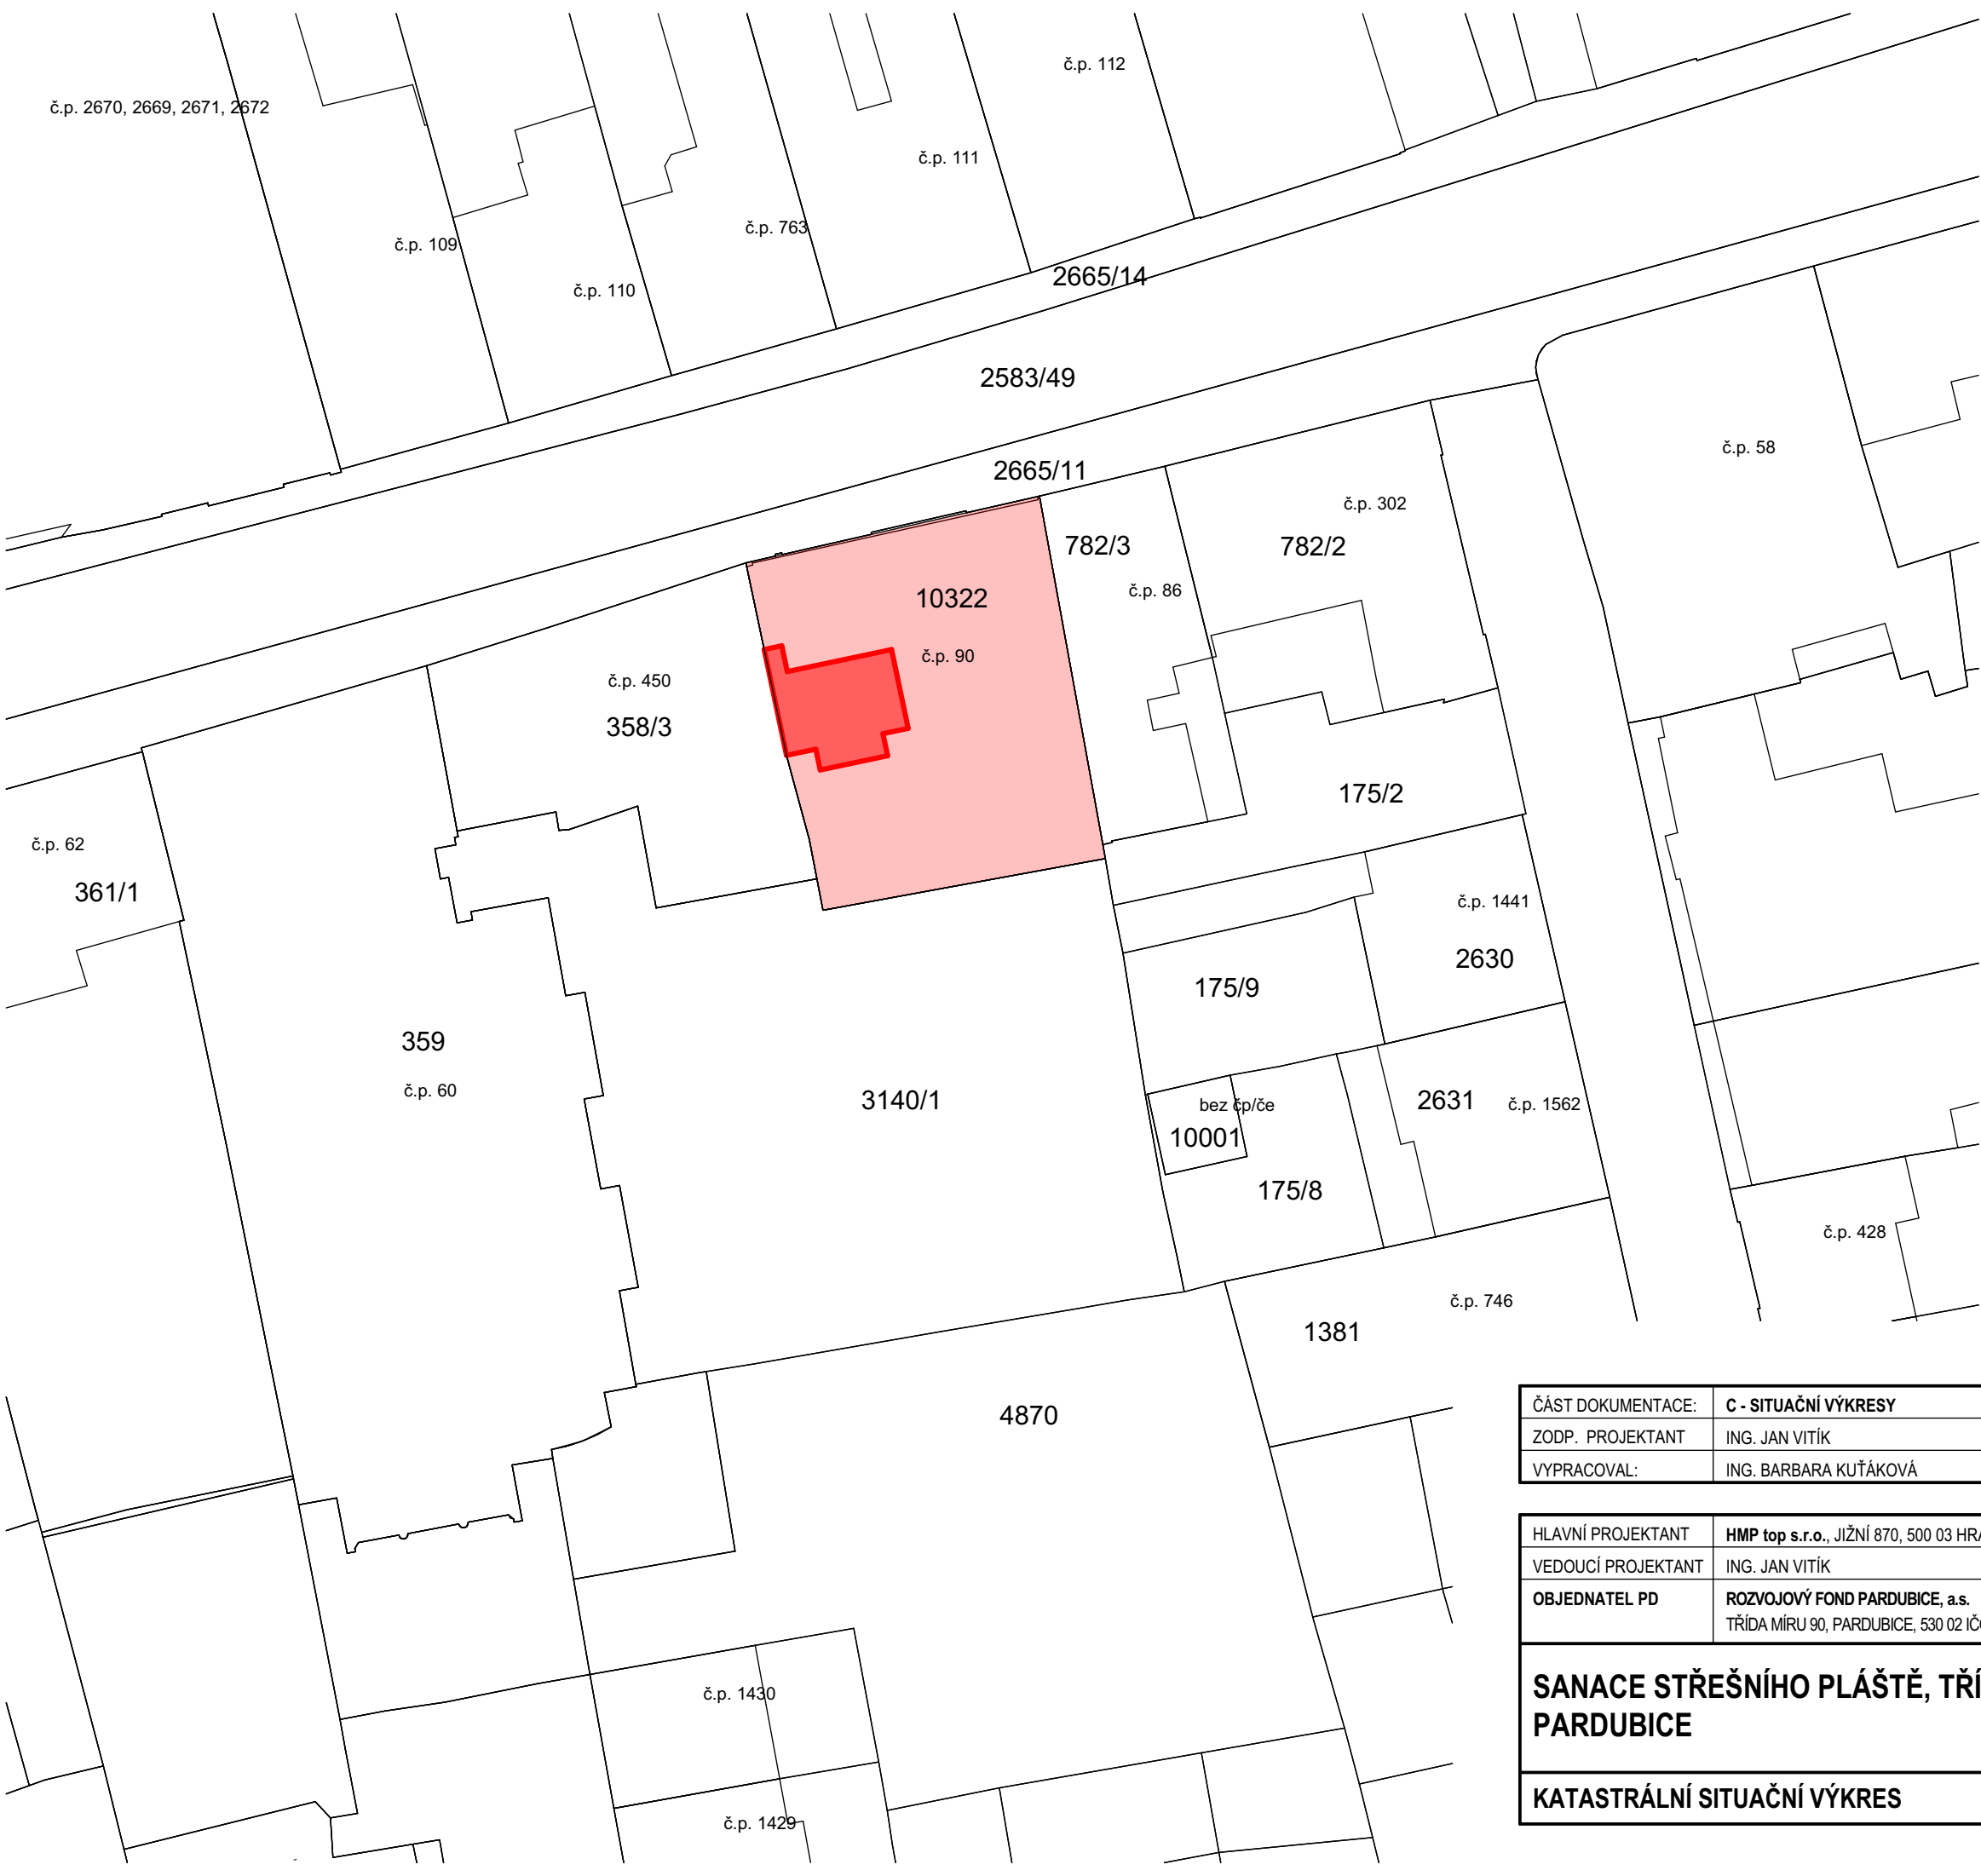 č.p. 112
č.p. 2670, 2669, 2671, 2672
č.p. 111
č.p. 763
č.p. 109
2665/14
č.p. 110
2583/49
č.p. 58
2665/11
č.p. 302
782/3
782/2
č.p. 86
10322
č.p. 90
č.p. 450
358/3
175/2
č.p. 62
361/1
č.p. 1441
2630
175/9
359
č.p. 60
3140/1
2631
č.p. 1562
bez čp/če
10001
175/8
č.p. 428
č.p. 746
1381
4870
č.p. 1430
č.p. 1429
ČÁST DOKUMENTACE: C - SITUAČNÍ VÝKRESY
ZODP. PROJEKTANT ING. JAN VITÍK
VYPRACOVAL: ING. BARBARA KUŤÁKOVÁ
HLAVNÍ PROJEKTANT HMP top s.r.o., JIŽNÍ 870, 500 03 HRA
VEDOUCÍ PROJEKTANT ING. JAN VITÍK
OBJEDNATEL PD ROZVOJOVÝ FOND PARDUBICE, a.s.
TŘÍDA MÍRU 90, PARDUBICE, 530 02 IČ
SANACE STŘEŠNÍHO PLÁŠTĚ, TŘÍ
PARDUBICE
KATASTRÁLNÍ SITUAČNÍ VÝKRES